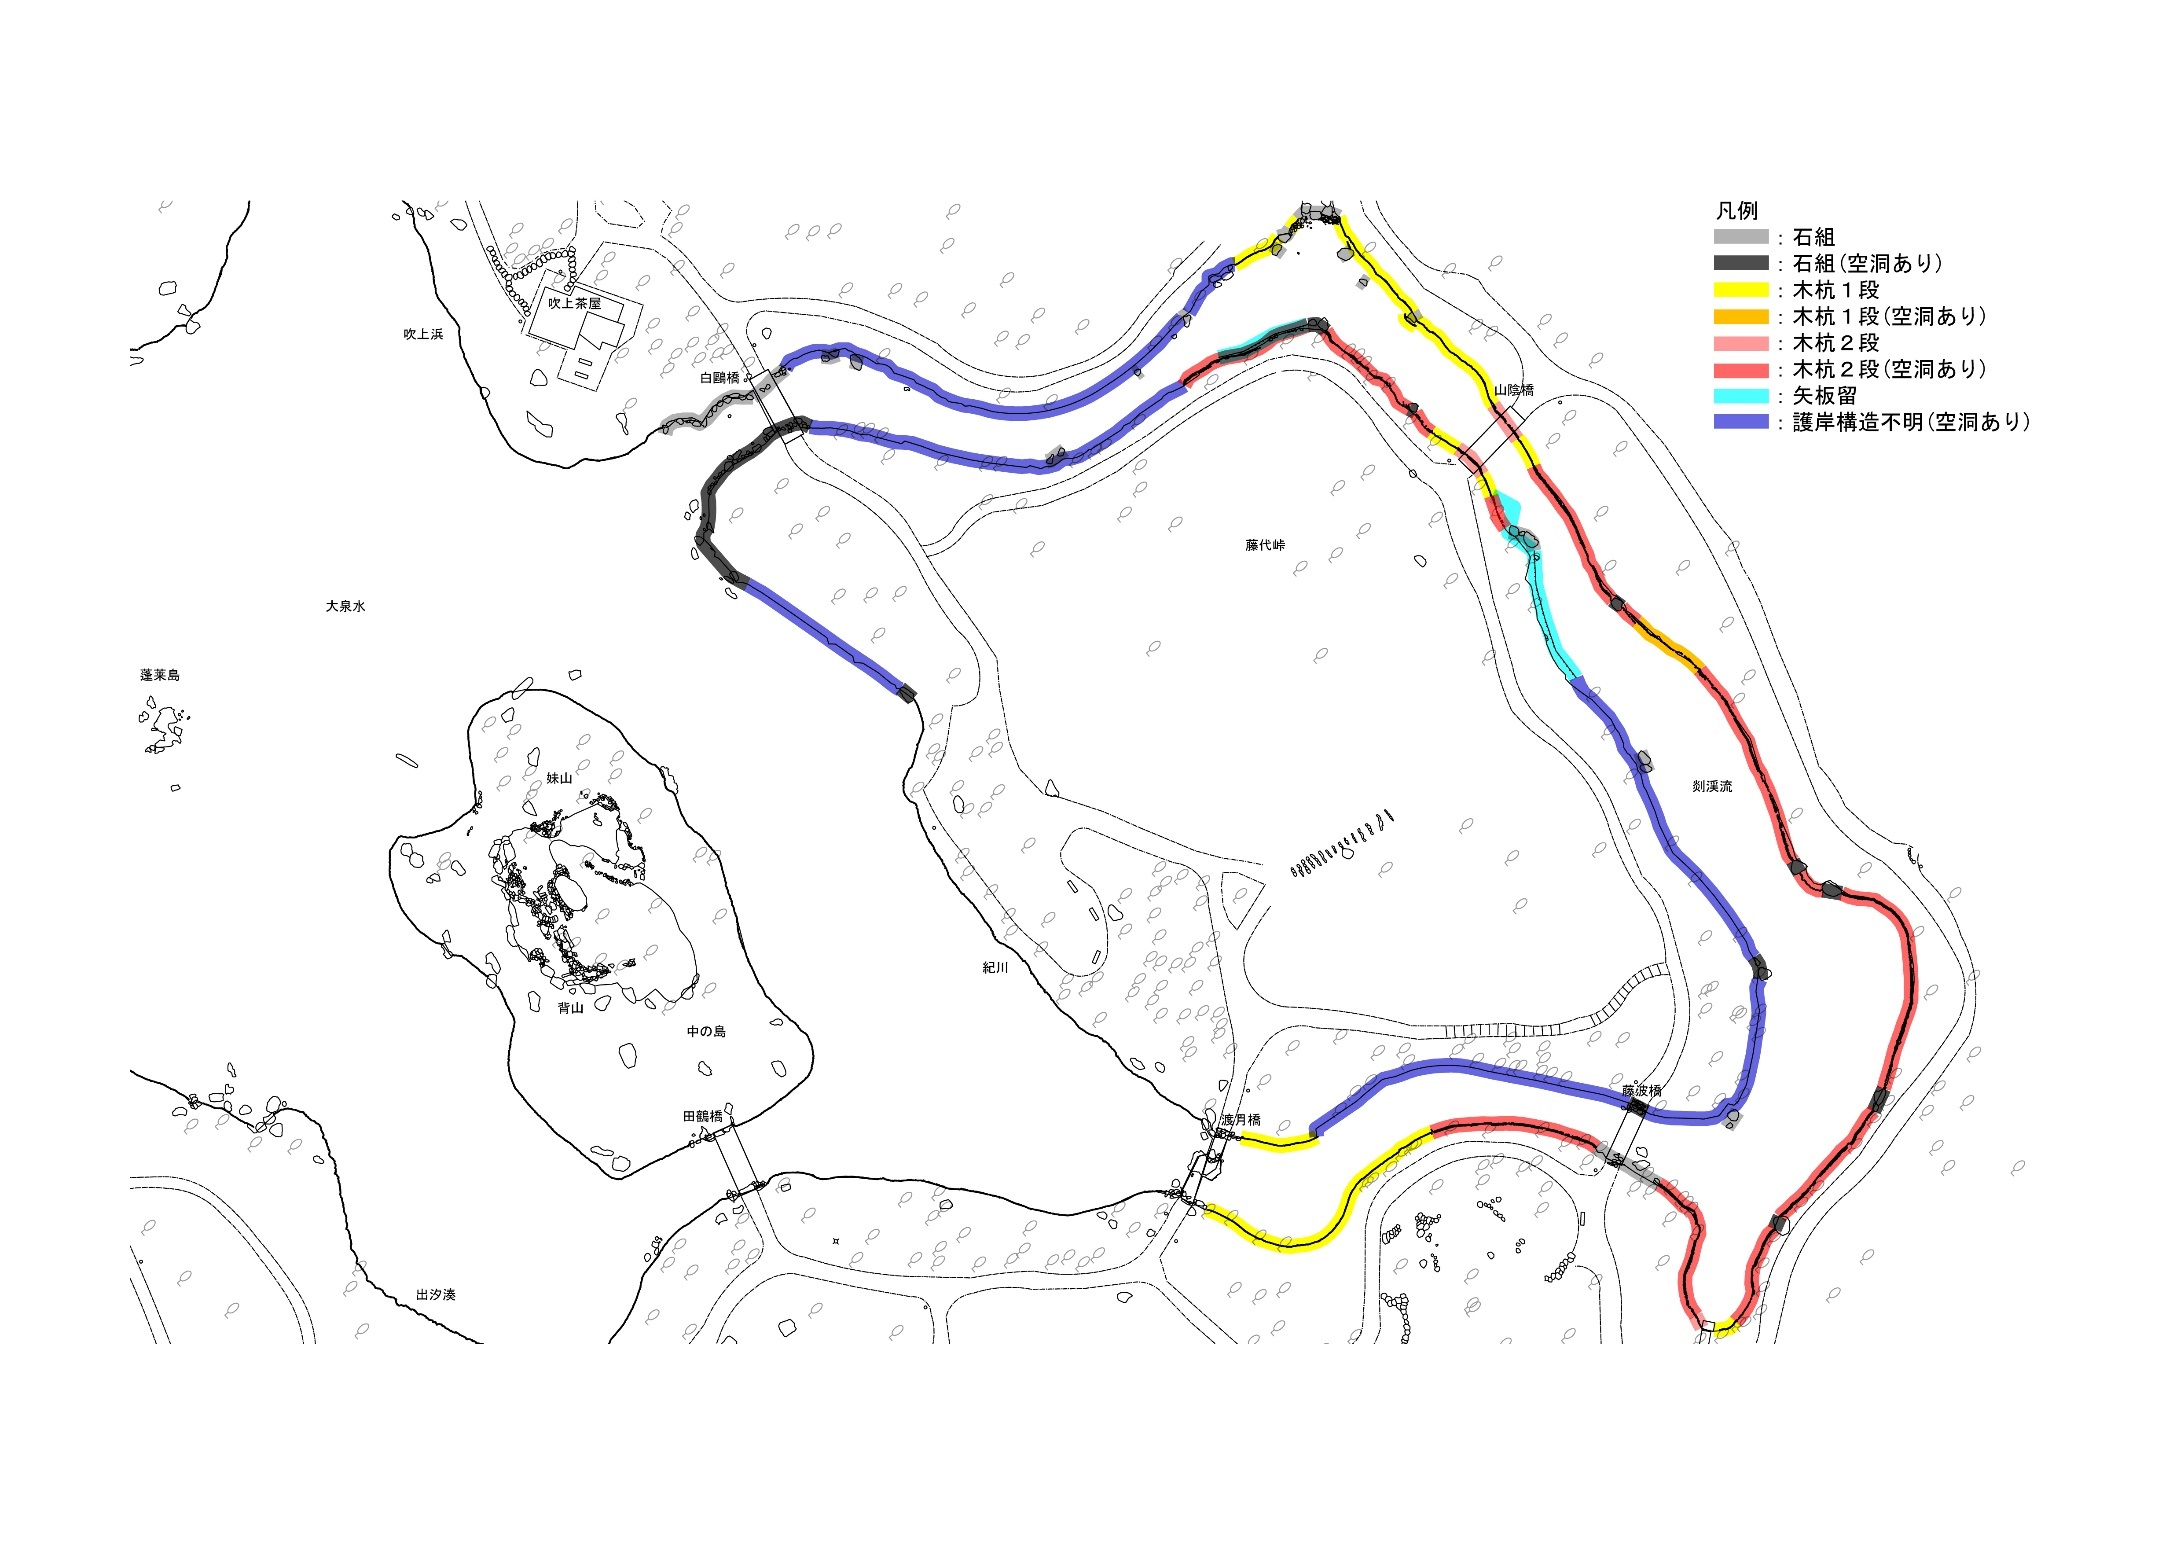 凡例
：石組
：石組(空洞あり)
：木杭１段
：木杭１段(空洞あり)
：木杭２段
：木杭２段(空洞あり)
：矢板留
：護岸構造不明(空洞あり)
吹上茶屋
吹上浜
白鷗橋
山陰橋
藤代峠
大泉水
蓬莱島
妹山
剡溪流
紀川
背山
中の島
藤波橋
田鶴橋
渡月橋
出汐湊